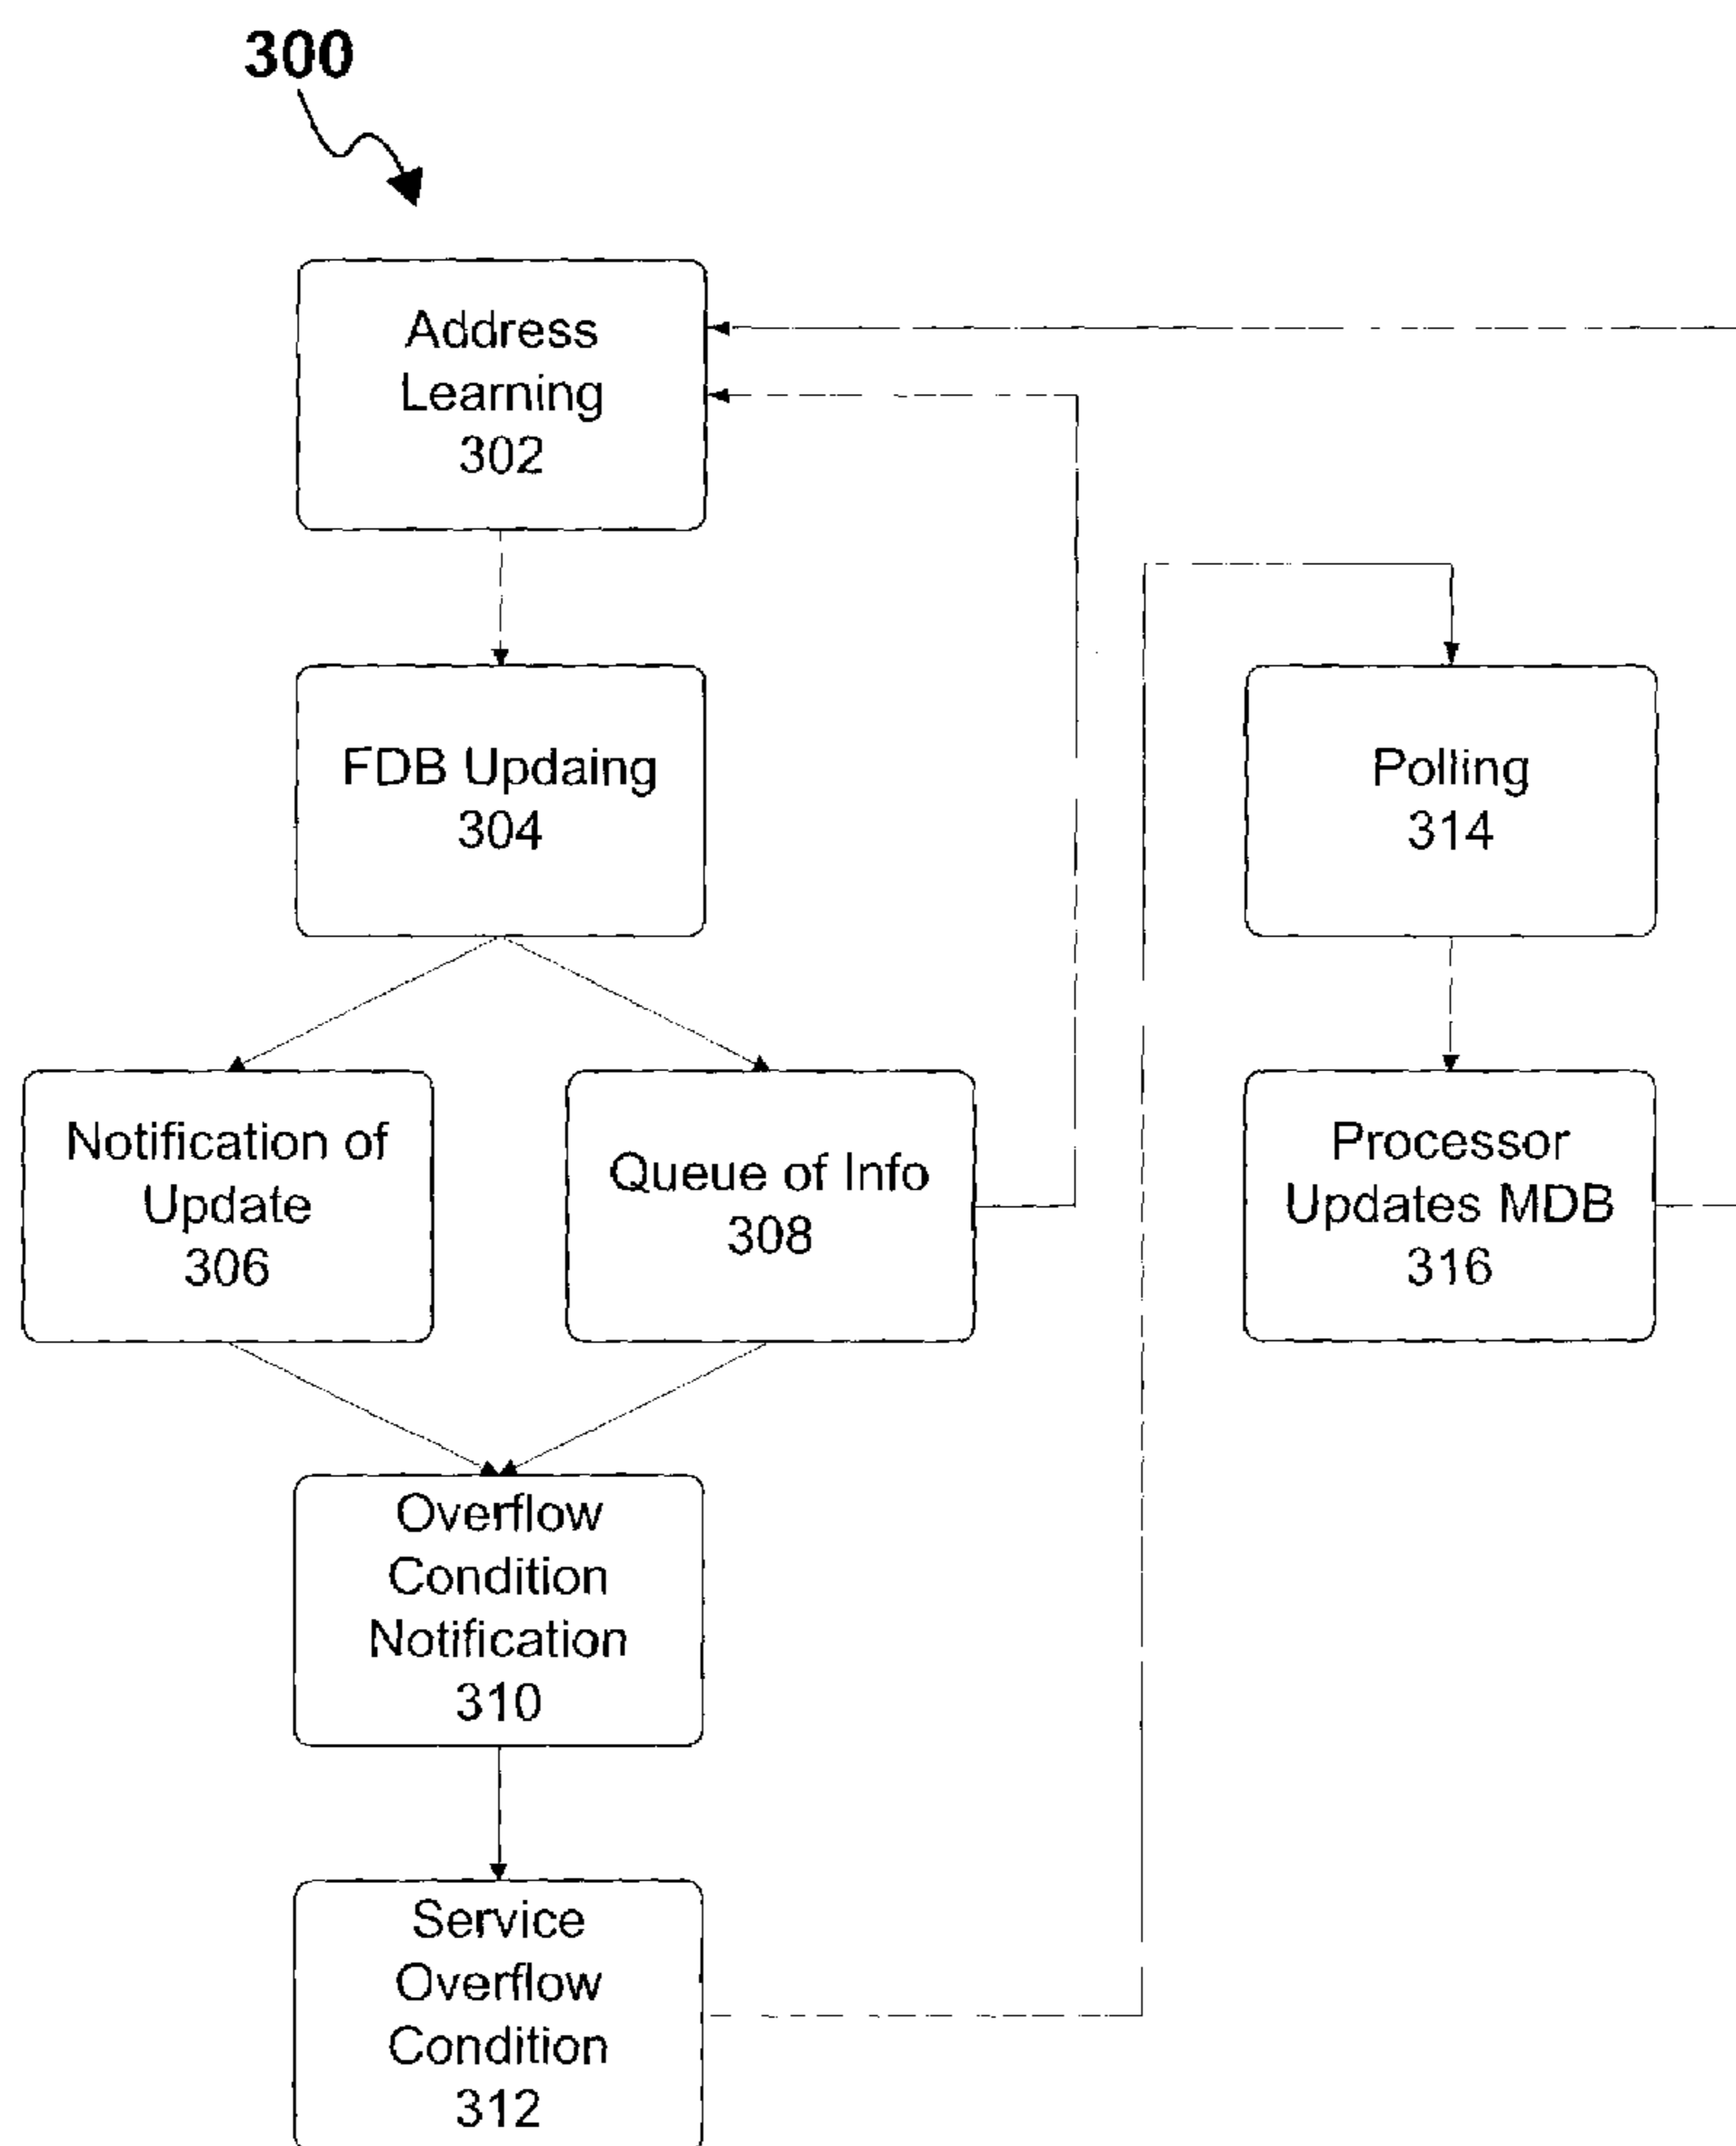 300
Address
Learning
302
FDB Updaing
304
Polling
314
Notification of
Update
306
Queue of Info
308
Processor
Updates MDB
316
Overflow
Condition
Notification
310
Service
Overflow
Condition
312